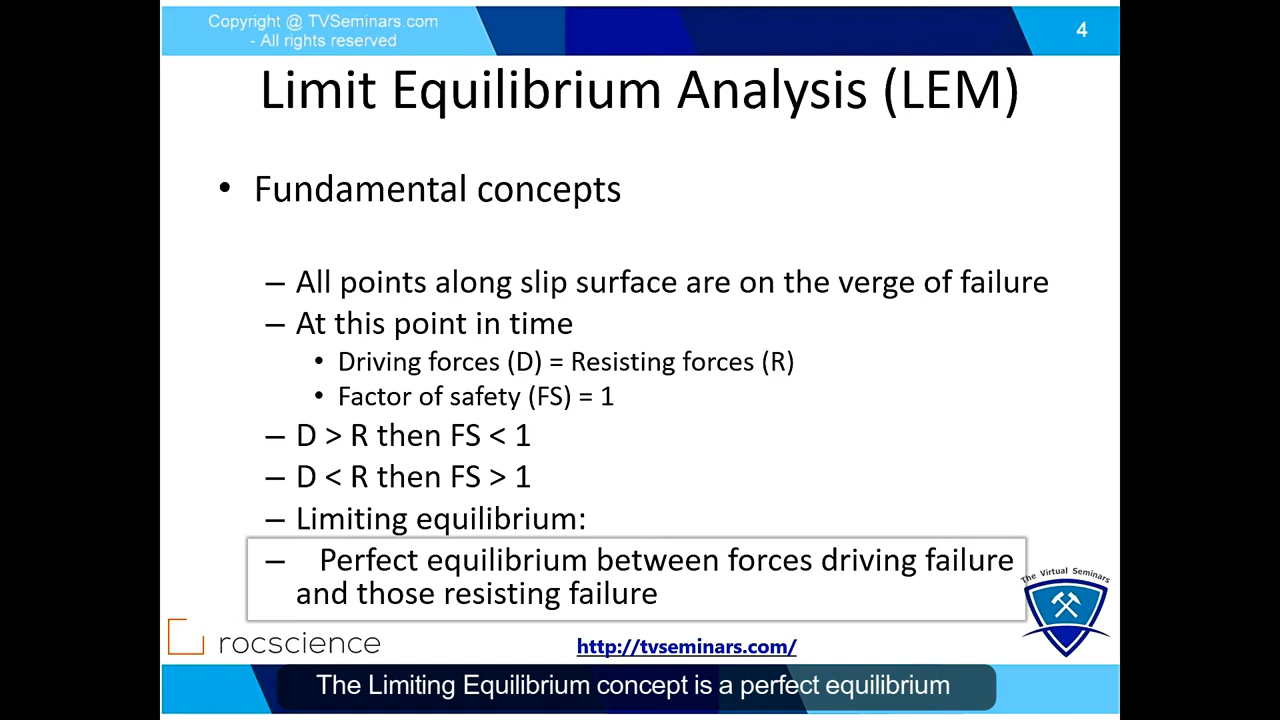 Copyright @ TVSeminars.com
- All rights reserved
4
Limit Equilibrium Analysis (LEM)
• Fundamental concepts
– All points along slip surface are on the verge of failure
– At this point in time
• Driving forces (D) = Resisting forces (R)
• Factor of safety (FS) = 1
– D > R then FS < 1
– D < R then FS > 1
– Limiting equilibrium:
– Perfect equilibrium between forces driving failure
and those resisting failure
The Virtual Seminars
rocscience
http://tvseminars.com/
The Limiting Equilibrium concept is a perfect equilibrium